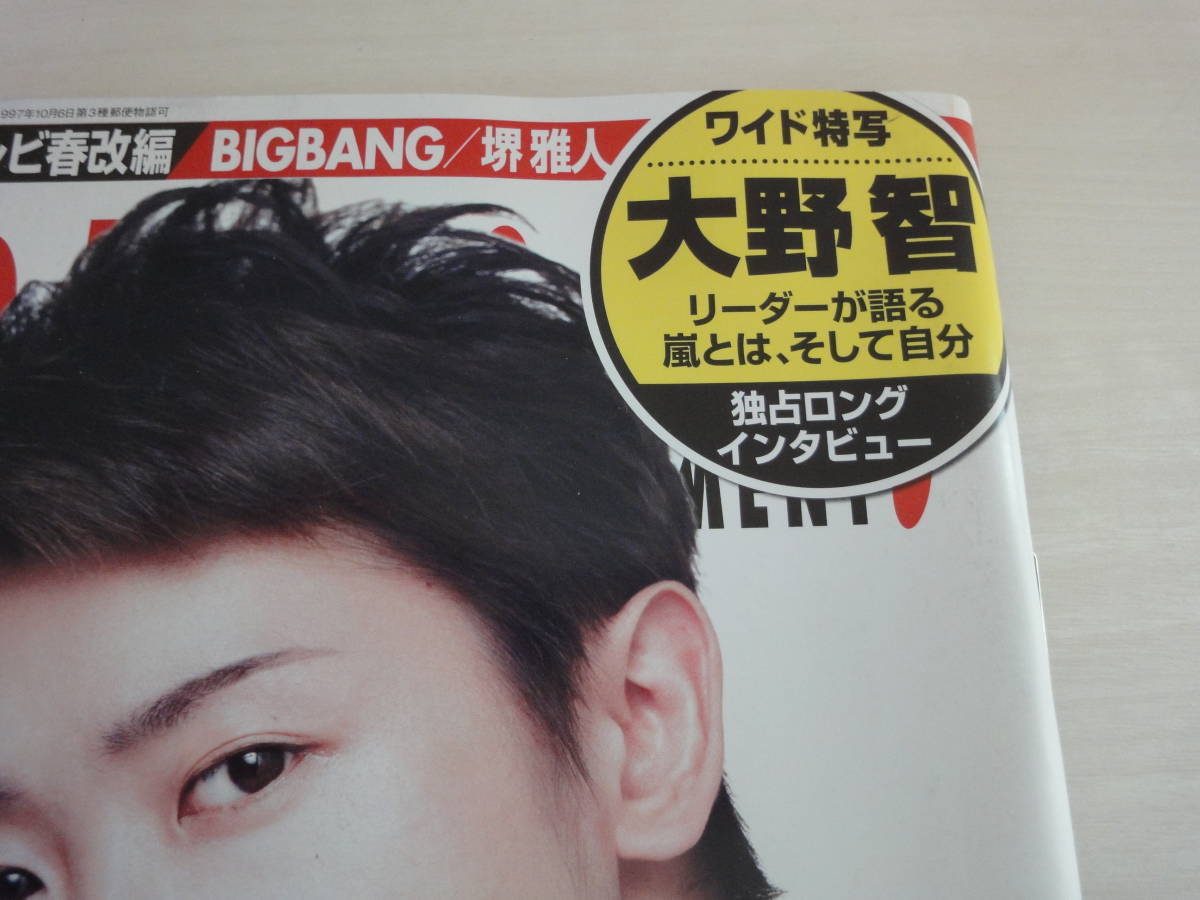 997年10月6日第3種郵便物認可
ビ春改編 BIGBANG/堺雅人
ワイド特写
大野智
リーダーが語る
嵐とは、そして自分
独占ロング
インタビュー
MENT